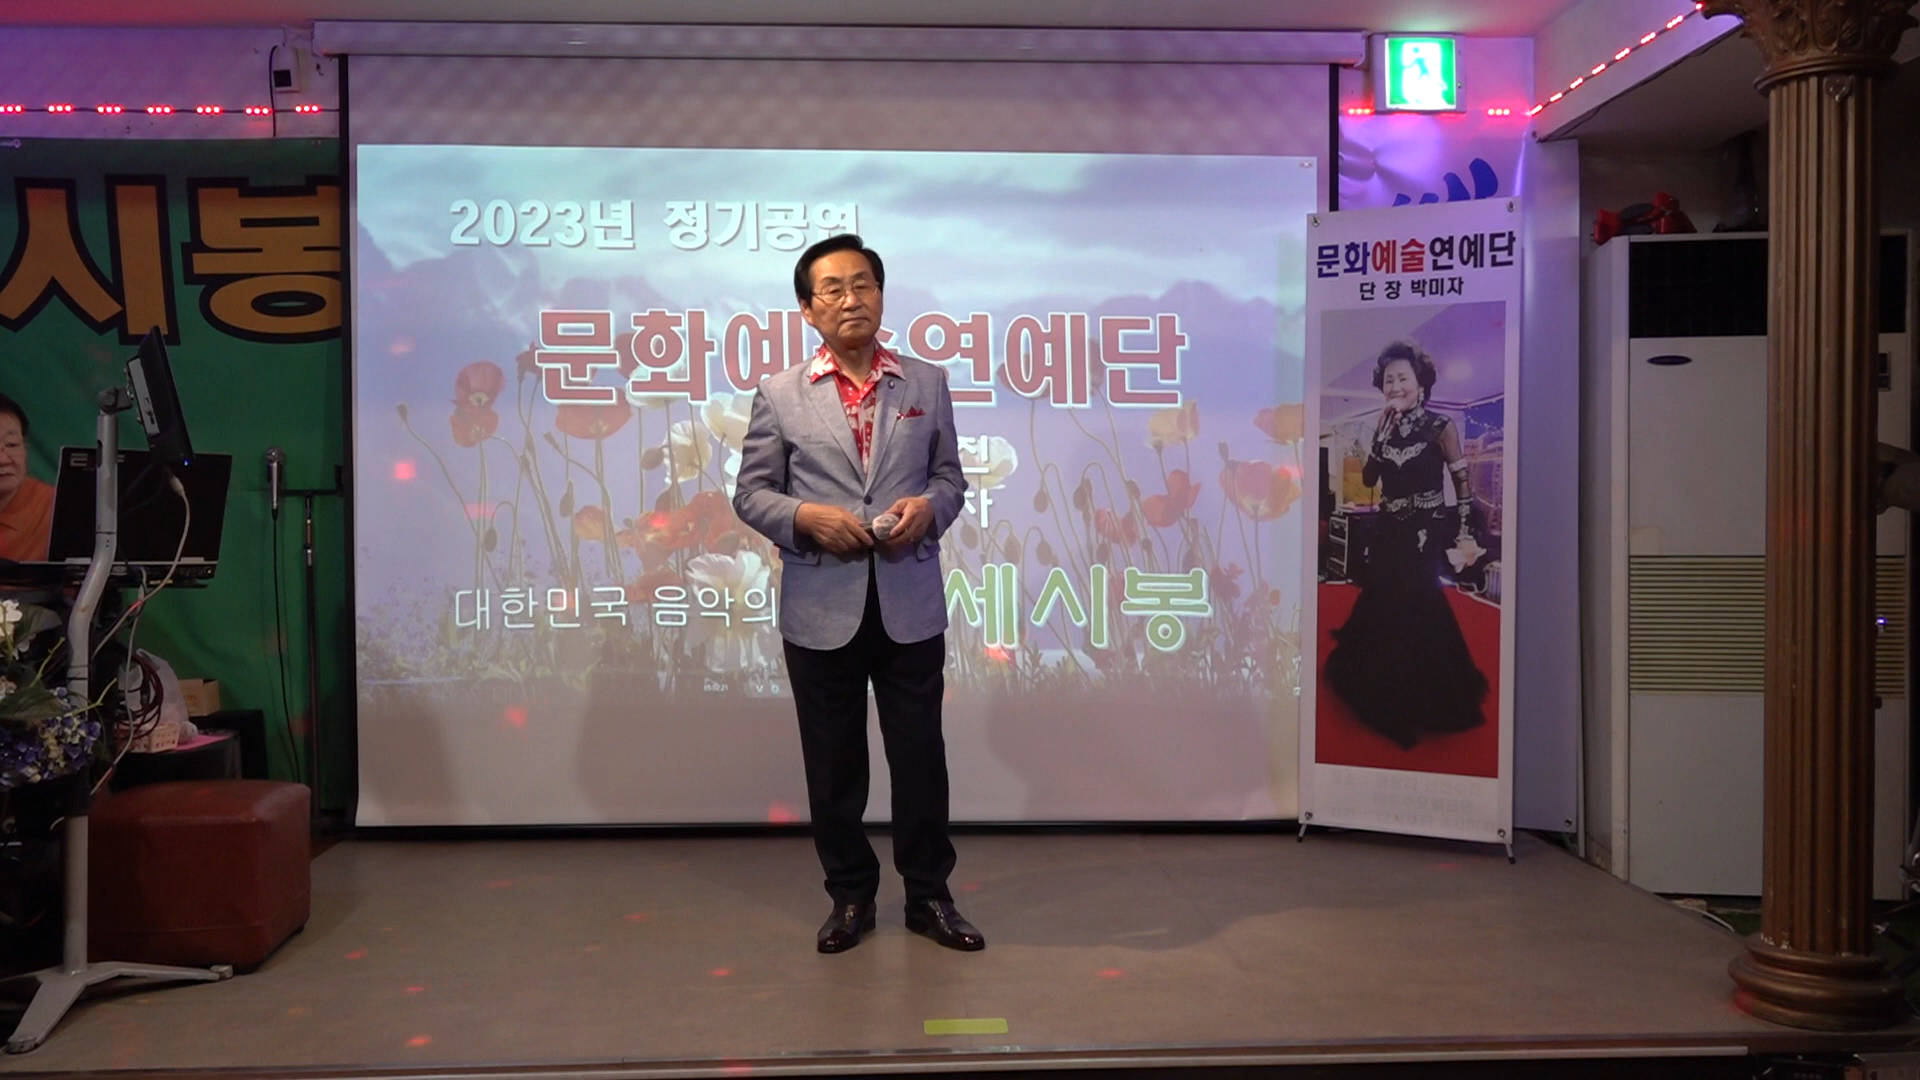 2023년 정기공연
문화예술연예단
전
자
대한민국 음악의
세시봉
시봉
문화예술연예단
단 장 박미자